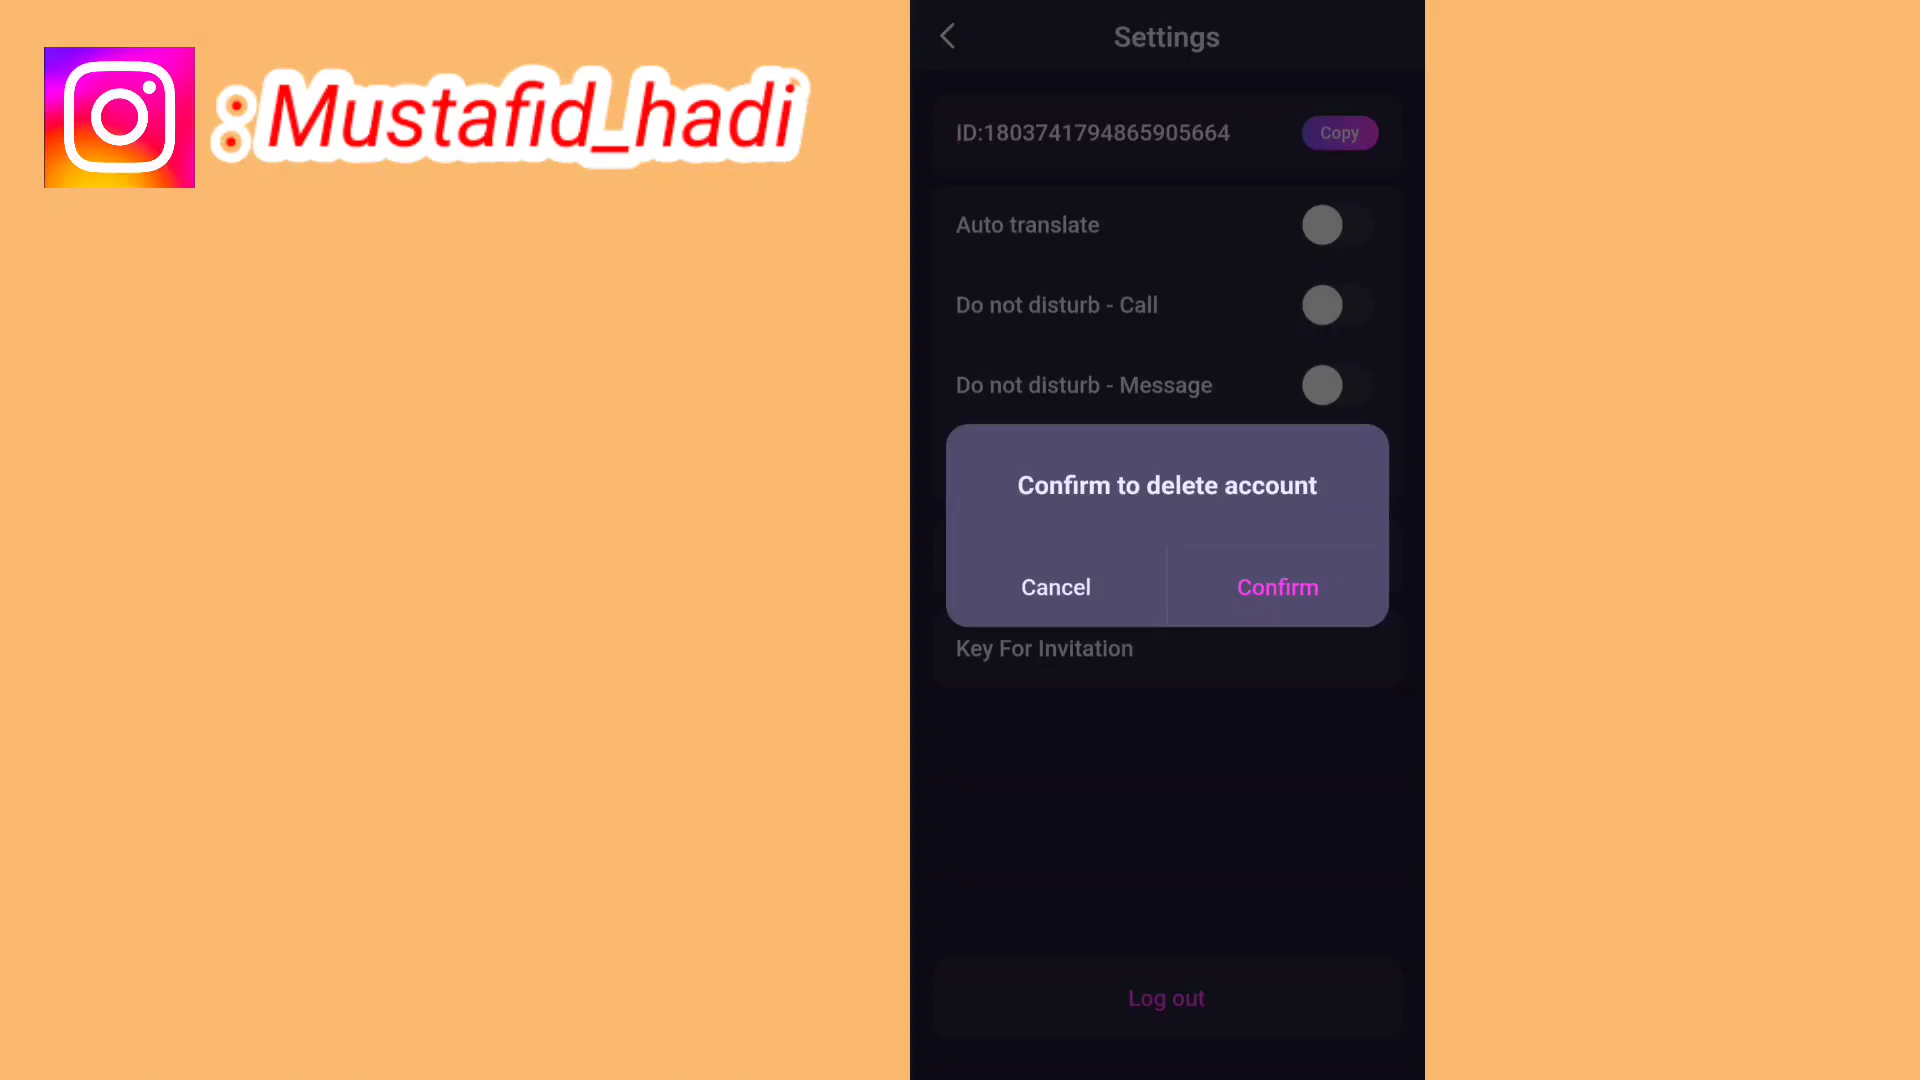 :Mustafid_hadi
Settings
ID:1803741794865905664
Copy
Auto translate
Do not disturb - Call
Do not disturb - Message
Confirm to delete account
Cancel
Confirm
Key For Invitation
Log out